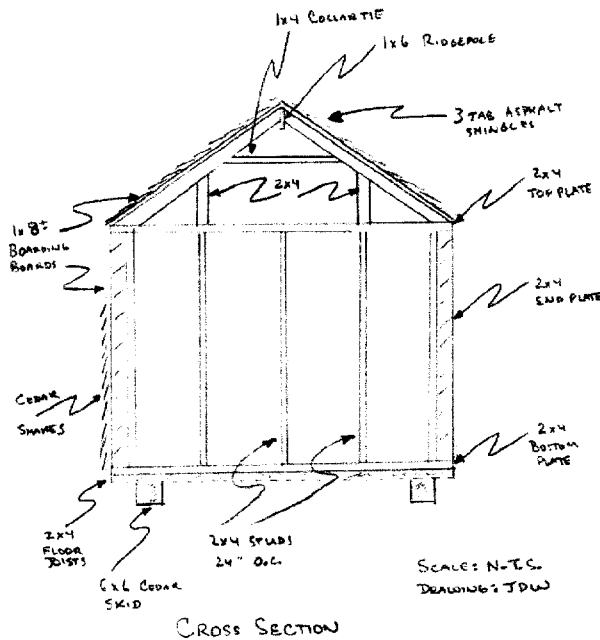 1x4 COLLARTIE
1x6 RIDGEPOLE
3 TAB ASPHALT
SHINGLES
2x4
2x4
TOP PLATE
1x8±
BOARDING
BOARDS
2x4
END PLATE
CEDAR
SHAKES
2x4
BOTTOM
PLATE
2x4
FLOOR
JOISTS
2x4 STUDS
24" O.C.
6x6 CEDAR
SKID
SCALE: N.T.S.
DRAWING: JDW
CROSS SECTION